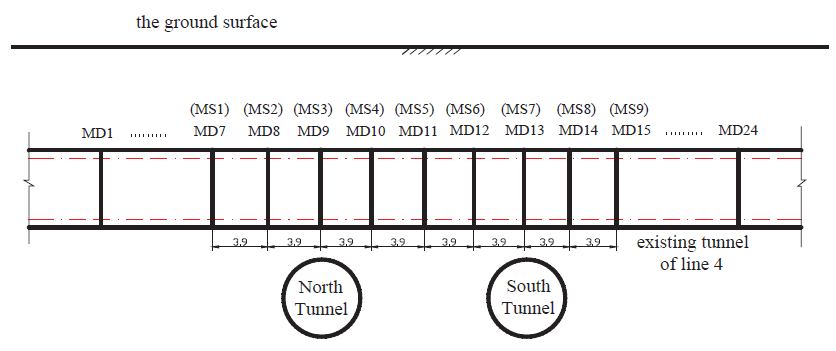 the ground surface
(MS1) (MS2) (MS3) (MS4) (MS5) (MS6) (MS7) (MS8) (MS9)
MD1 ........ MD7 MD8 MD9 MD10 MD11 MD12 MD13 MD14 MD15 ........ MD24
3.9 3.9 3.9 3.9 3.9 3.9 3.9 3.9
existing tunnel
of line 4
North
Tunnel
South
Tunnel